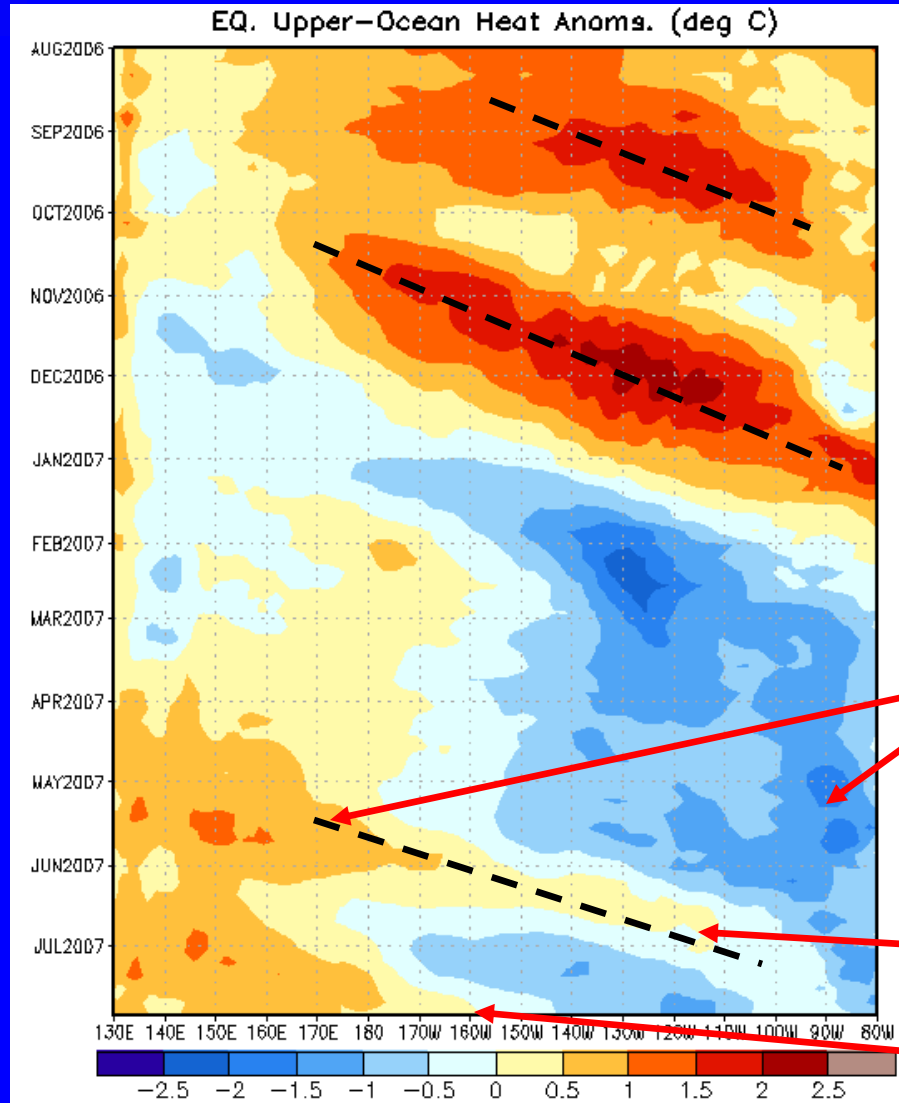 EQ. Upper-Ocean Heat Anoms. (deg C)
AUG2006
SEP2006
OCT2006
NOV2006
DEC2006
JAN2007
FEB2007
MAR2007
APR2007
MAY2007
JUN2007
JUL2007
130E 140E 150E 160E 170E 180 170W 160W 150W 140W 130W 120W 110W 100W 90W 80W
-2.5 -2 -1.5 -1 -0.5 0 0.5 1 1.5 2 2.5